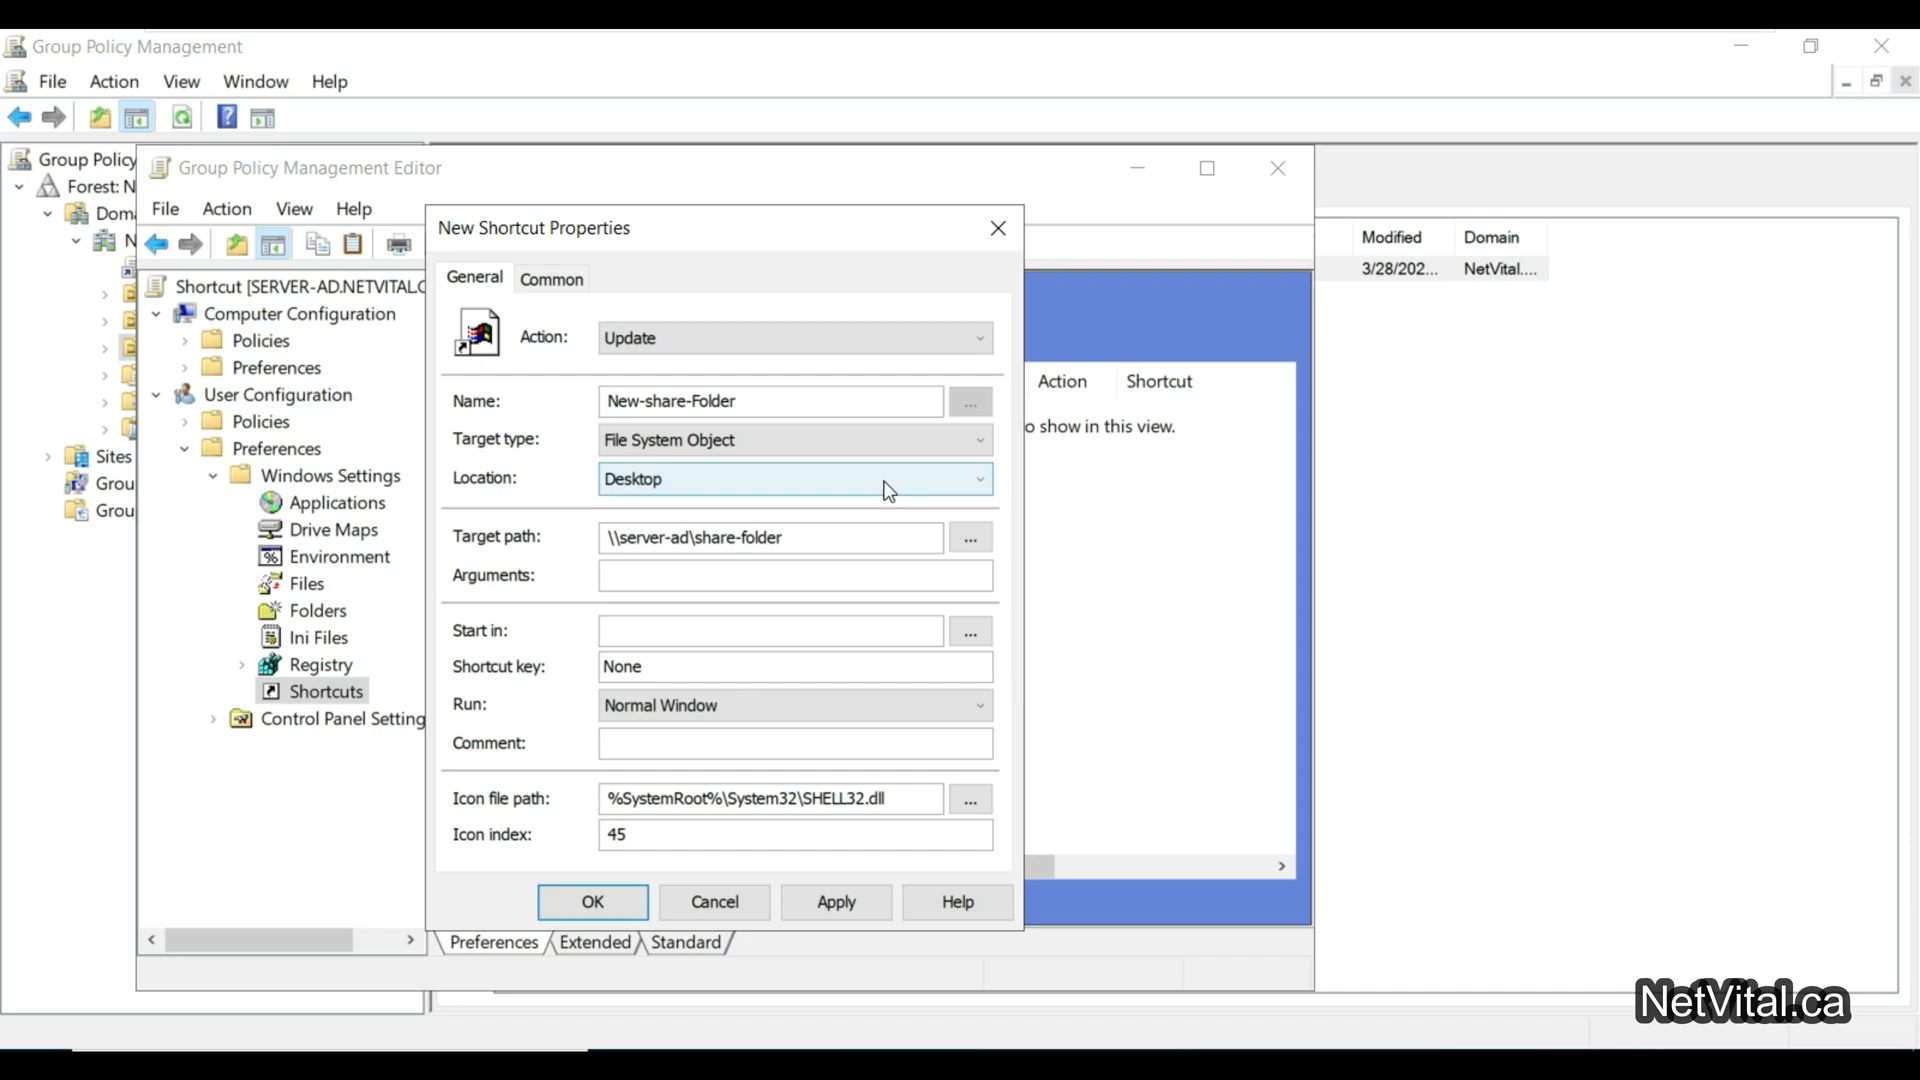 Group Policy Management
File Action View Window Help
Group Policy
Forest: N
Doma
N
Sites
Grou
Grou
Group Policy Management Editor
File Action View Help
Shortcut [SERVER-AD.NETVITAL.C
Computer Configuration
Policies
Preferences
User Configuration
Policies
Preferences
Windows Settings
Applications
Drive Maps
Environment
Files
Folders
Ini Files
Registry
Shortcuts
Control Panel Setting
New Shortcut Properties
General Common
Action: Update
Name: New-share-Folder ...
Target type: File System Object
Location: Desktop
Target path: \\server-ad\share-folder ...
Arguments:
Start in: ...
Shortcut key: None
Run: Normal Window
Comment:
Icon file path: %SystemRoot%\System32\SHELL32.dll ...
Icon index: 45
OK Cancel Apply Help
Action Shortcut
o show in this view.
Preferences Extended Standard
Modified Domain
3/28/202... NetVital....
NetVital.ca